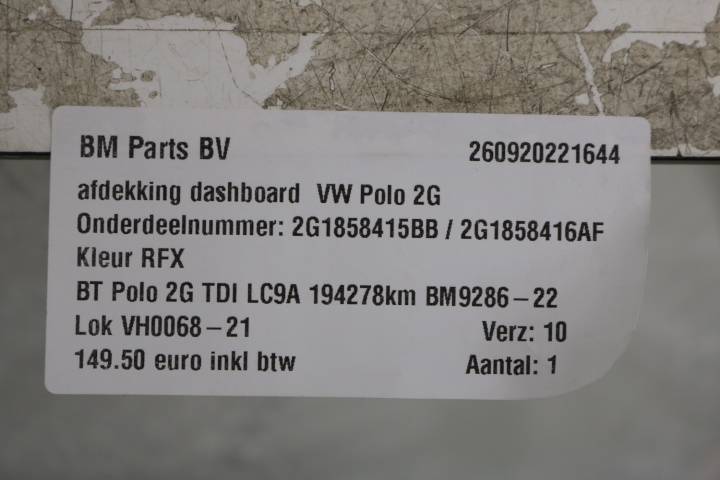 BM Parts BV 260920221644
afdekking dashboard VW Polo 2G
Onderdeelnummer: 2G1858415BB / 2G1858416AF
Kleur RFX
BT Polo 2G TDI LC9A 194278km BM9286-22
Lok VH0068-21 Verz: 10
149.50 euro inkl btw Aantal: 1